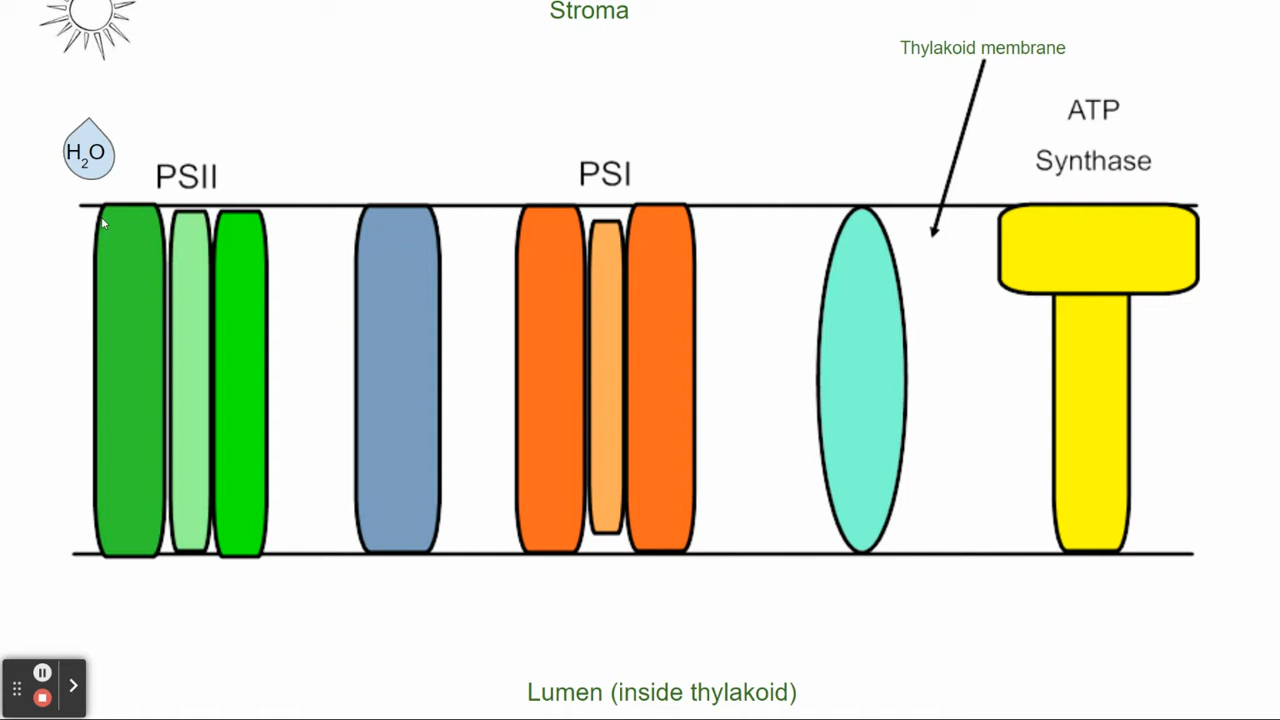 Stroma
Thylakoid membrane
ATP
Synthase
H₂O
PSII
PSI
Lumen (inside thylakoid)